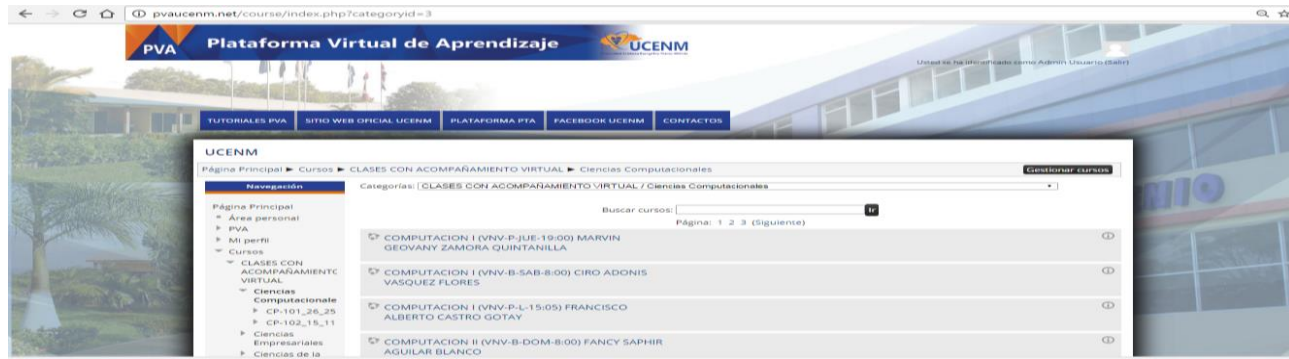 pvaucenm.net/course/index.php?categoryid=3
PVA
Plataforma Virtual de Aprendizaje
UCENM
Usted se ha identificado como Admin Usuario (Salir)
TUTORIALES PVA
SITIO WEB OFICIAL UCENM
PLATAFORMA PTA
FACEBOOK UCENM
CONTACTOS
UCENM
Página Principal ► Cursos ► CLASES CON ACOMPAÑAMIENTO VIRTUAL ► Ciencias Computacionales
Gestionar cursos
Navegación
Página Principal
Área personal
PVA
Mi perfil
Cursos
CLASES CON
ACOMPAÑAMIENTO
VIRTUAL
Ciencias
Computacionale
CP-101_26_25
CP-102_15_11
Ciencias
Empresariales
Ciencias de la
Categorías: CLASES CON ACOMPAÑAMIENTO VIRTUAL / Ciencias Computacionales
Buscar cursos:
Ir
Página: 1 2 3 (Siguiente)
COMPUTACION I (VNV-P-JUE-19:00) MARVIN
GEOVANY ZAMORA QUINTANILLA
COMPUTACION I (VNV-B-SAB-8:00) CIRO ADONIS
VASQUEZ FLORES
COMPUTACION I (VNV-P-L-15:05) FRANCISCO
ALBERTO CASTRO GOTAY
COMPUTACION II (VNV-B-DOM-8:00) FANCY SAPHIR
AGUILAR BLANCO